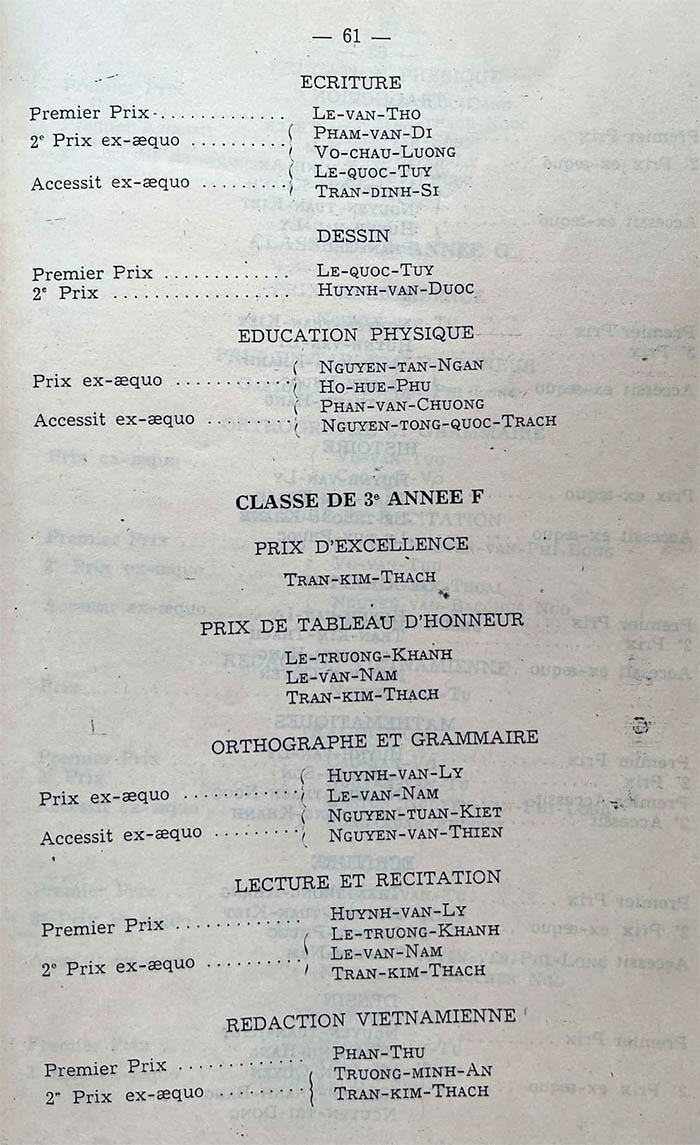 — 61 —
ECRITURE
Premier Prix . . . . . . . . . . . . LE-VAN-THO
2e Prix ex-æquo . . . . . . . . . . PHAM-VAN-DI
VO-CHAU-LUONG
Accessit ex-æquo . . . . . . . . . LE-QUOC-TUY
TRAN-DINH-SI
DESSIN
Premier Prix . . . . . . . . . . . . LE-QUOC-TUY
2e Prix . . . . . . . . . . . . . . . . HUYNH-VAN-DUOC
EDUCATION PHYSIQUE
NGUYEN-TAN-NGAN
Prix ex-æquo . . . . . . . . . . . . HO-HUE-PHU
PHAN-VAN-CHUONG
Accessit ex-æquo . . . . . . . . . NGUYEN-TONG-QUOC-TRACH
CLASSE DE 3e ANNEE F
PRIX D'EXCELLENCE
TRAN-KIM-THACH
PRIX DE TABLEAU D'HONNEUR
LE-TRUONG-KHANH
LE-VAN-NAM
TRAN-KIM-THACH
ORTHOGRAPHE ET GRAMMAIRE
HUYNH-VAN-LY
Prix ex-æquo . . . . . . . . . . . . LE-VAN-NAM
NGUYEN-TUAN-KIET
Accessit ex-æquo . . . . . . . . . NGUYEN-VAN-THIEN
LECTURE ET RECITATION
Premier Prix . . . . . . . . . . . . HUYNH-VAN-LY
LE-TRUONG-KHANH
2e Prix ex-æquo . . . . . . . . . . LE-VAN-NAM
TRAN-KIM-THACH
REDACTION VIETNAMIENNE
Premier Prix . . . . . . . . . . . . PHAN-THU
2e Prix ex-æquo . . . . . . . . . . TRUONG-MINH-AN
TRAN-KIM-THACH